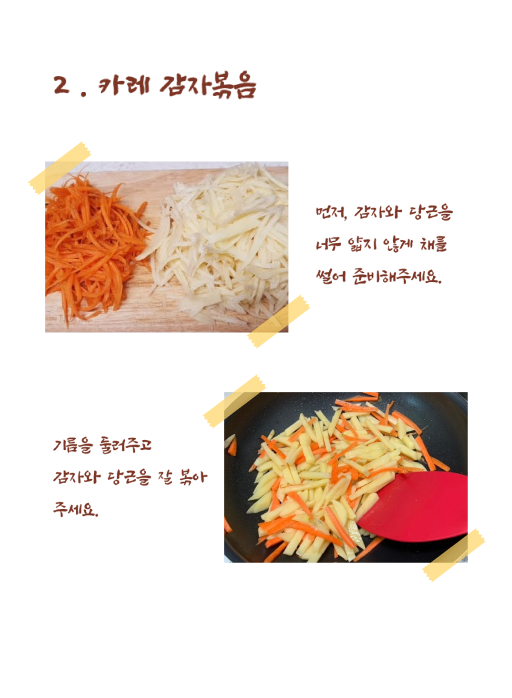 2. 카레 감자볶음
먼저, 감자와 당근을
너무 얇지 않게 채를
썰어 준비해주세요.
기름을 둘러주고
감자와 당근을 잘 볶아
주세요.